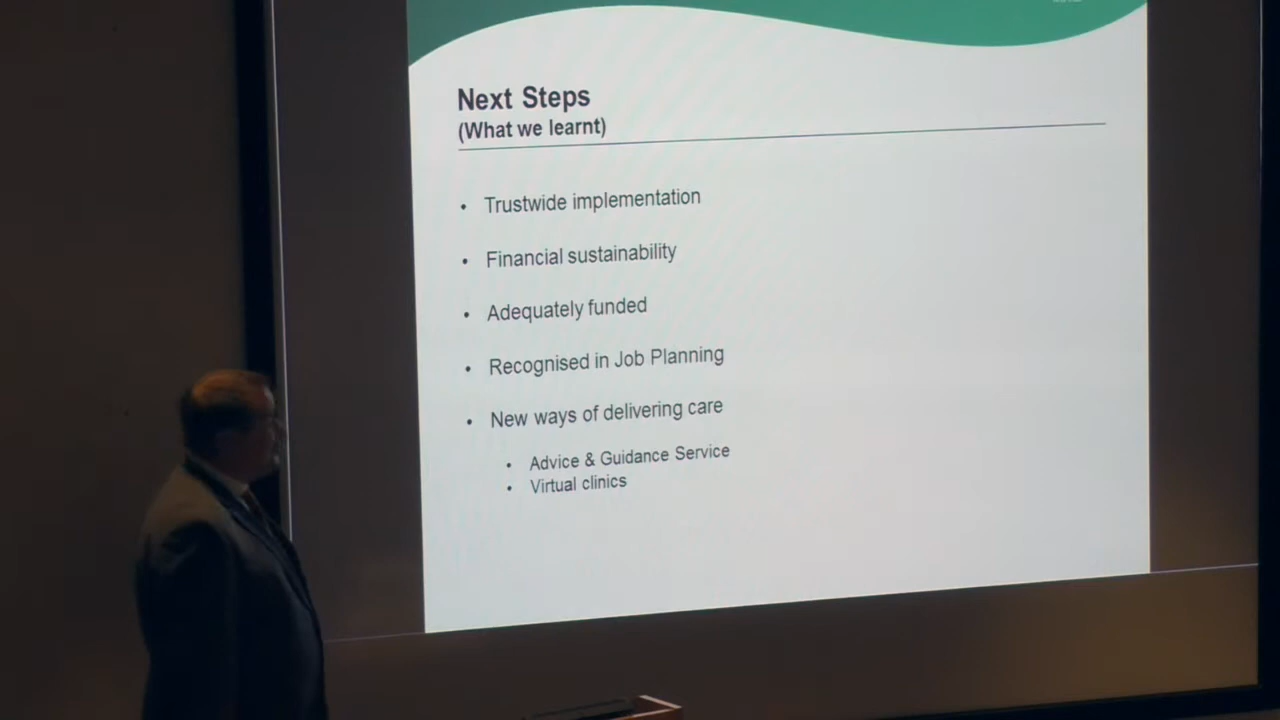 Next Steps
(What we learnt)
• Trustwide implementation
• Financial sustainability
• Adequately funded
• Recognised in Job Planning
• New ways of delivering care
• Advice & Guidance Service
• Virtual clinics